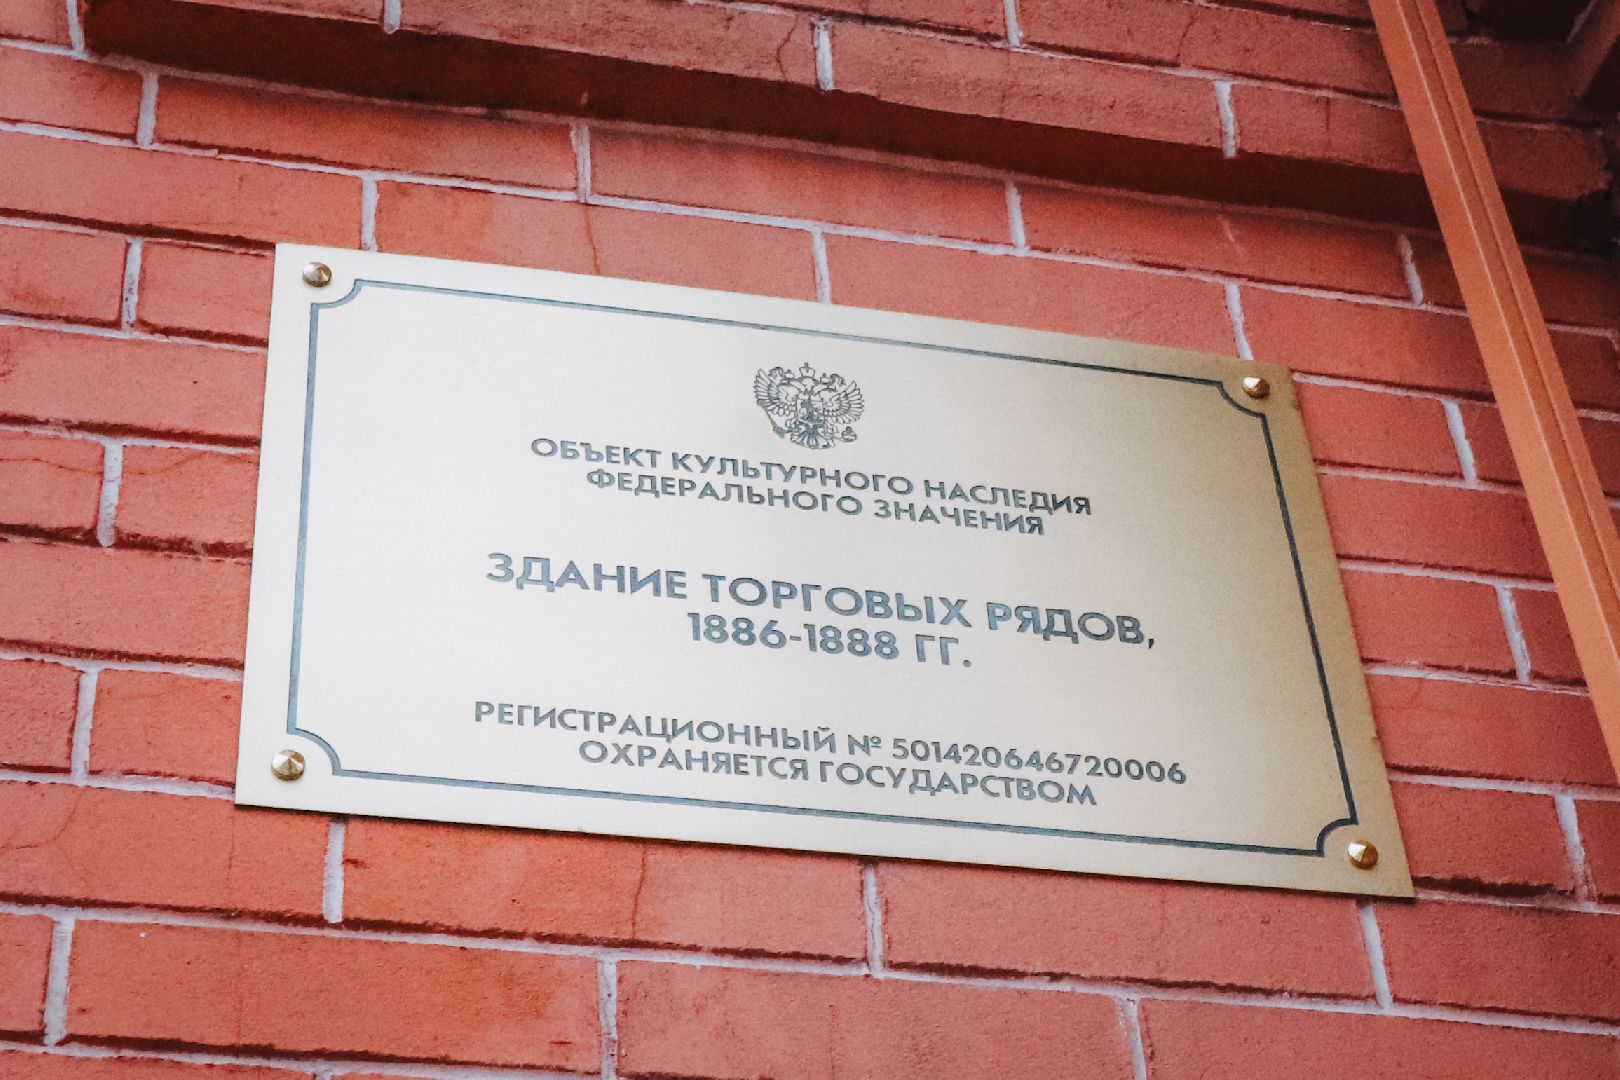 ОБЪЕКТ КУЛЬТУРНОГО НАСЛЕДИЯ
ФЕДЕРАЛЬНОГО ЗНАЧЕНИЯ
ЗДАНИЕ ТОРГОВЫХ РЯДОВ,
1886-1888 ГГ.
РЕГИСТРАЦИОННЫЙ № 501420646720006
ОХРАНЯЕТСЯ ГОСУДАРСТВОМ